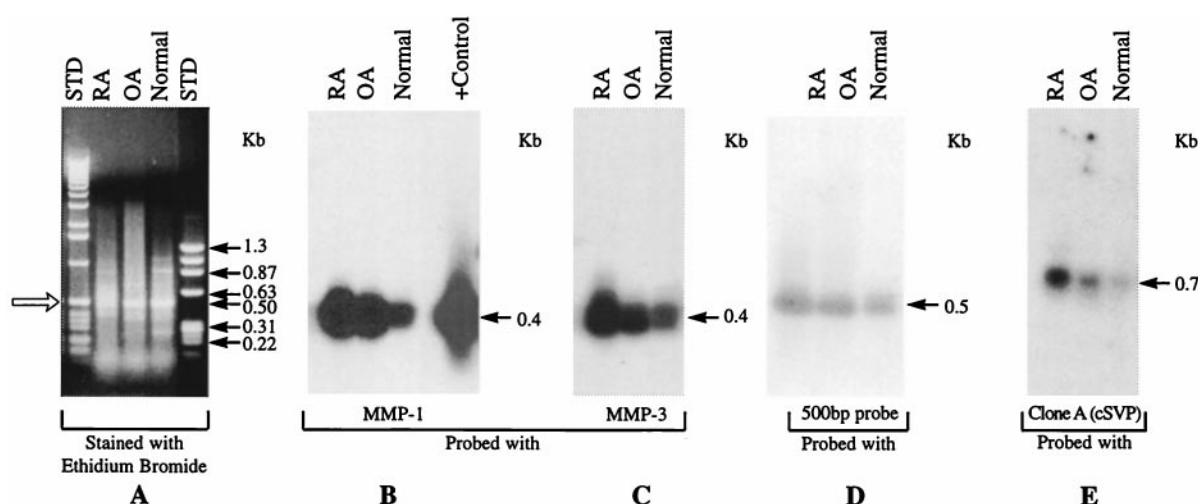 STD
RA
OA
Normal
STD
Kb
1.3
0.87
0.63
0.50
0.31
0.22
Stained with
Ethidium Bromide
A
RA
OA
Normal
+Control
Kb
0.4
MMP-1
B
RA
OA
Normal
Kb
0.4
MMP-3
Probed with
C
RA
OA
Normal
Kb
0.5
500bp probe
Probed with
D
RA
OA
Normal
Kb
0.7
Clone A (cSVP)
Probed with
E